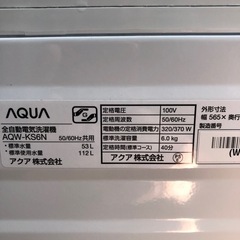 AQUA
全自動電気洗濯機
AQW-KS6N 50/60Hz共用
・標準水量 53 L
・標準使用水量 112 L
アクア 株式会社
定格電圧 100V
定格周波数 50/60Hz
電動機の定格消費電力 320/370 W
定格(標準)容量 6.0 kg
定格時間(標準コース) 40分
アクア 株式会社
外形寸法
幅 565× 奥行
製造番号
(W